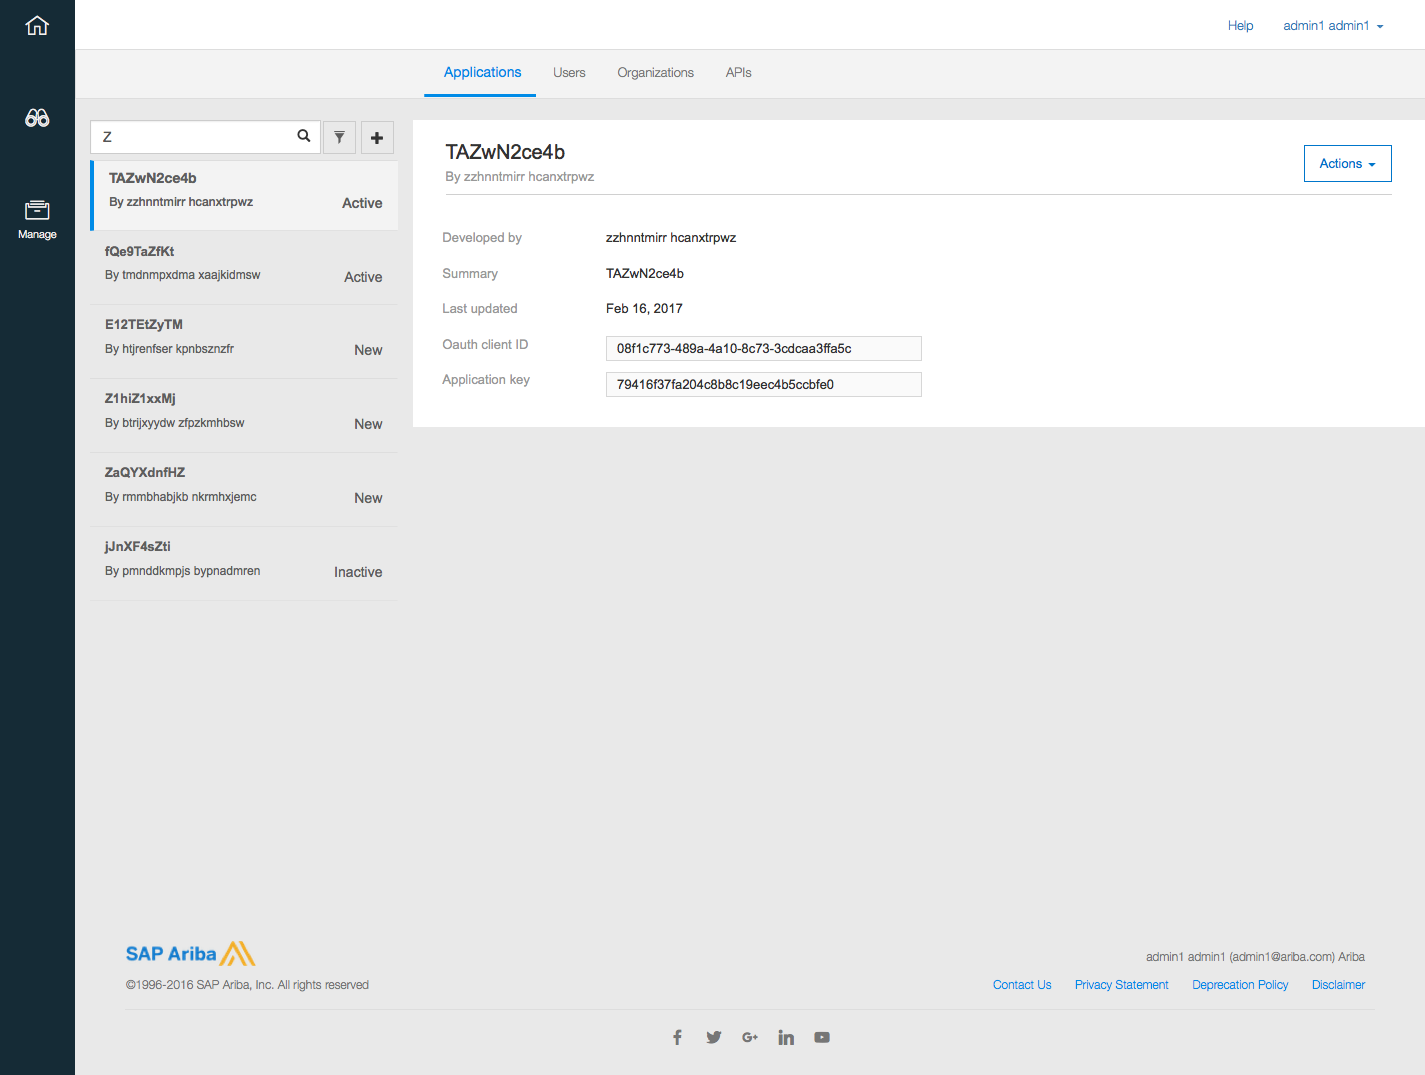 Help admin1 admin1
Applications Users Organizations APIs
Z
TAZwN2ce4b
By zzhnntmirr hcanxtrpwz
Active
fQe9TaZfKt
By tmdnmpxdma xaajkidmsw
Active
E12TEtZyTM
By htjrenfser kpnbsznzfr
New
Z1hiZ1xxMj
By btrijxyydw zfpzkmhbsw
New
ZaQYXdnfHZ
By rmmbhabjkb nkrmhxjemc
New
jJnXF4sZti
By pmnddkmpjs bypnadmren
Inactive
Manage
TAZwN2ce4b
By zzhnntmirr hcanxtrpwz
Actions
Developed by zzhnntmirr hcanxtrpwz
Summary TAZwN2ce4b
Last updated Feb 16, 2017
Oauth client ID 08f1c773-489a-4a10-8c73-3cdcaa3ffa5c
Application key 79416f37fa204c8b8c19eec4b5ccbfe0
SAP Ariba
©1996-2016 SAP Ariba, Inc. All rights reserved
admin1 admin1 (admin1@ariba.com) Ariba
Contact Us Privacy Statement Deprecation Policy Disclaimer